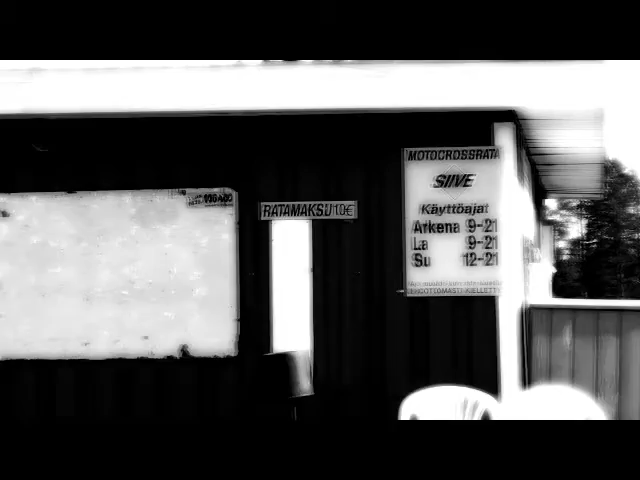 RATAMAKSU 10€
MOTOCROSSRATA
SIIVE
Käyttöajat
Arkena 9-21
La 9-21
Su 12-21
EHDOTTOMASTI KIELLETTY